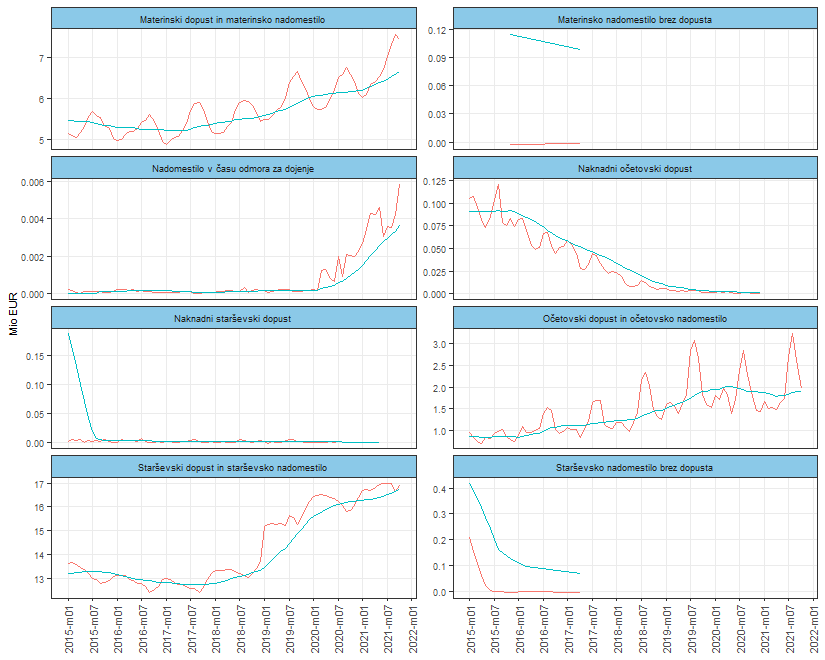 Materinski dopust in materinsko nadomestilo
Materinsko nadomestilo brez dopusta
7
6
5
0.12
0.09
0.06
0.03
0.00
Nadomestilo v času odmora za dojenje
Naknadni očetovski dopust
0.006
0.004
0.002
0.000
0.125
0.100
0.075
0.050
0.025
0.000
Mio EUR
Naknadni starševski dopust
Očetovski dopust in očetovsko nadomestilo
0.15
0.10
0.05
0.00
3.0
2.5
2.0
1.5
1.0
Starševski dopust in starševsko nadomestilo
Starševsko nadomestilo brez dopusta
17
16
15
14
13
0.4
0.3
0.2
0.1
0.0
2015-m01
2015-m07
2016-m01
2016-m07
2017-m01
2017-m07
2018-m01
2018-m07
2019-m01
2019-m07
2020-m01
2020-m07
2021-m01
2021-m07
2022-m01
2015-m01
2015-m07
2016-m01
2016-m07
2017-m01
2017-m07
2018-m01
2018-m07
2019-m01
2019-m07
2020-m01
2020-m07
2021-m01
2021-m07
2022-m01